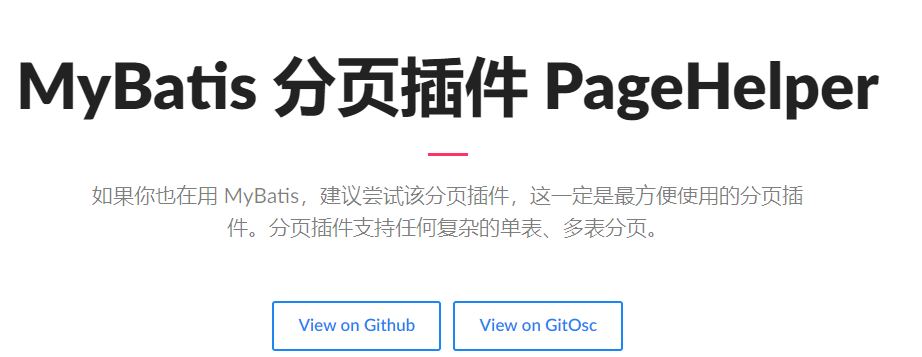 MyBatis 分页插件 PageHelper
如果你也在用 MyBatis，建议尝试该分页插件，这一定是最方便使用的分页插
件。分页插件支持任何复杂的单表、多表分页。
View on Github
View on GitOsc